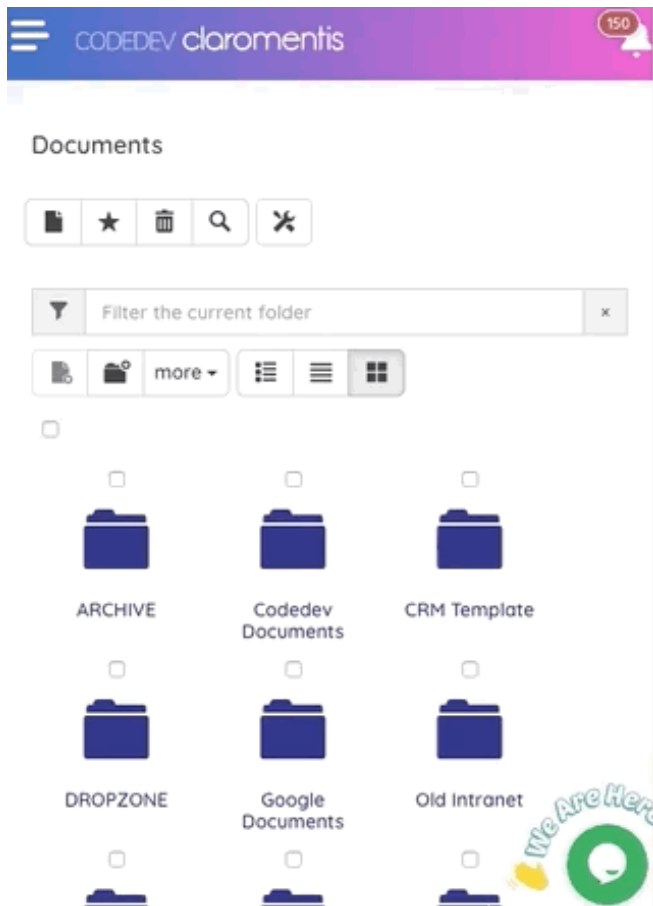 CODEDEV claromentis
150
Documents
Filter the current folder
×
more
ARCHIVE
Codedev
Documents
CRM Template
DROPZONE
Google
Documents
Old Intranet
We Are Here